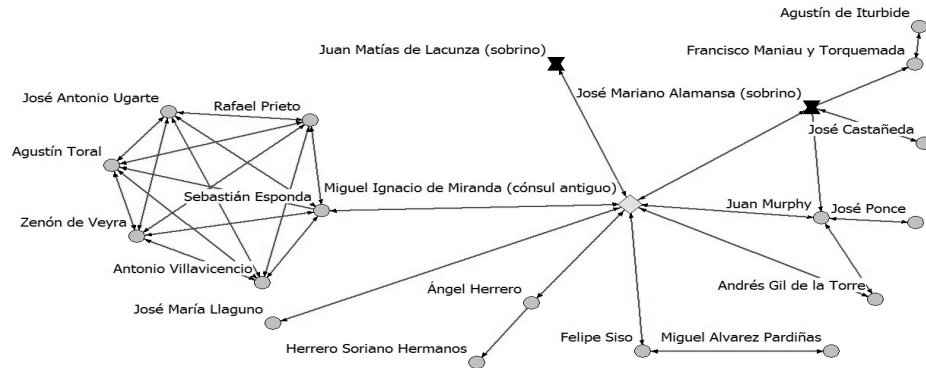 Agustín de Iturbide
Juan Matías de Lacunza (sobrino)
Francisco Maniau y Torquemada
José Mariano Alamansa (sobrino)
José Antonio Ugarte
Rafael Prieto
José Castañeda
Agustín Toral
Sebastián Esponda
Miguel Ignacio de Miranda (cónsul antiguo)
Juan Murphy
José Ponce
Zenón de Veyra
Antonio Villavicencio
Ángel Herrero
Andrés Gil de la Torre
José María Llaguno
Herrero Soriano Hermanos
Felipe Siso
Miguel Alvarez Pardiñas